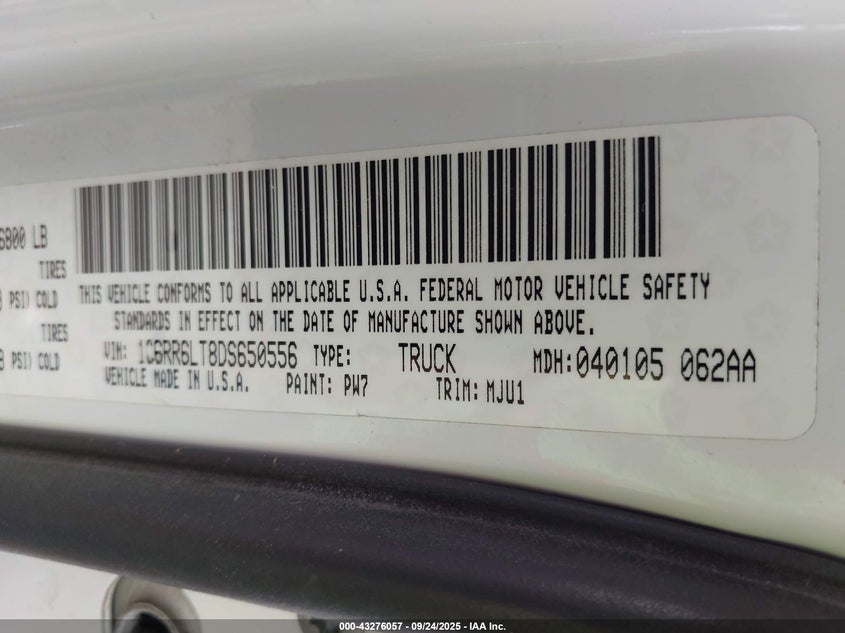 6800 LB
TIRES
PSI) COLD
TIRES
PSI) COLD
THIS VEHICLE CONFORMS TO ALL APPLICABLE U.S.A. FEDERAL MOTOR VEHICLE SAFETY
STANDARDS IN EFFECT ON THE DATE OF MANUFACTURE SHOWN ABOVE.
VIN: 1C6RR6LT8DS650556 TYPE: TRUCK MDH:040105 062AA
VEHICLE MADE IN U.S.A. PAINT: PW7 TRIM: MJU1
000-43276057 - 09/24/2025 - IAA Inc.